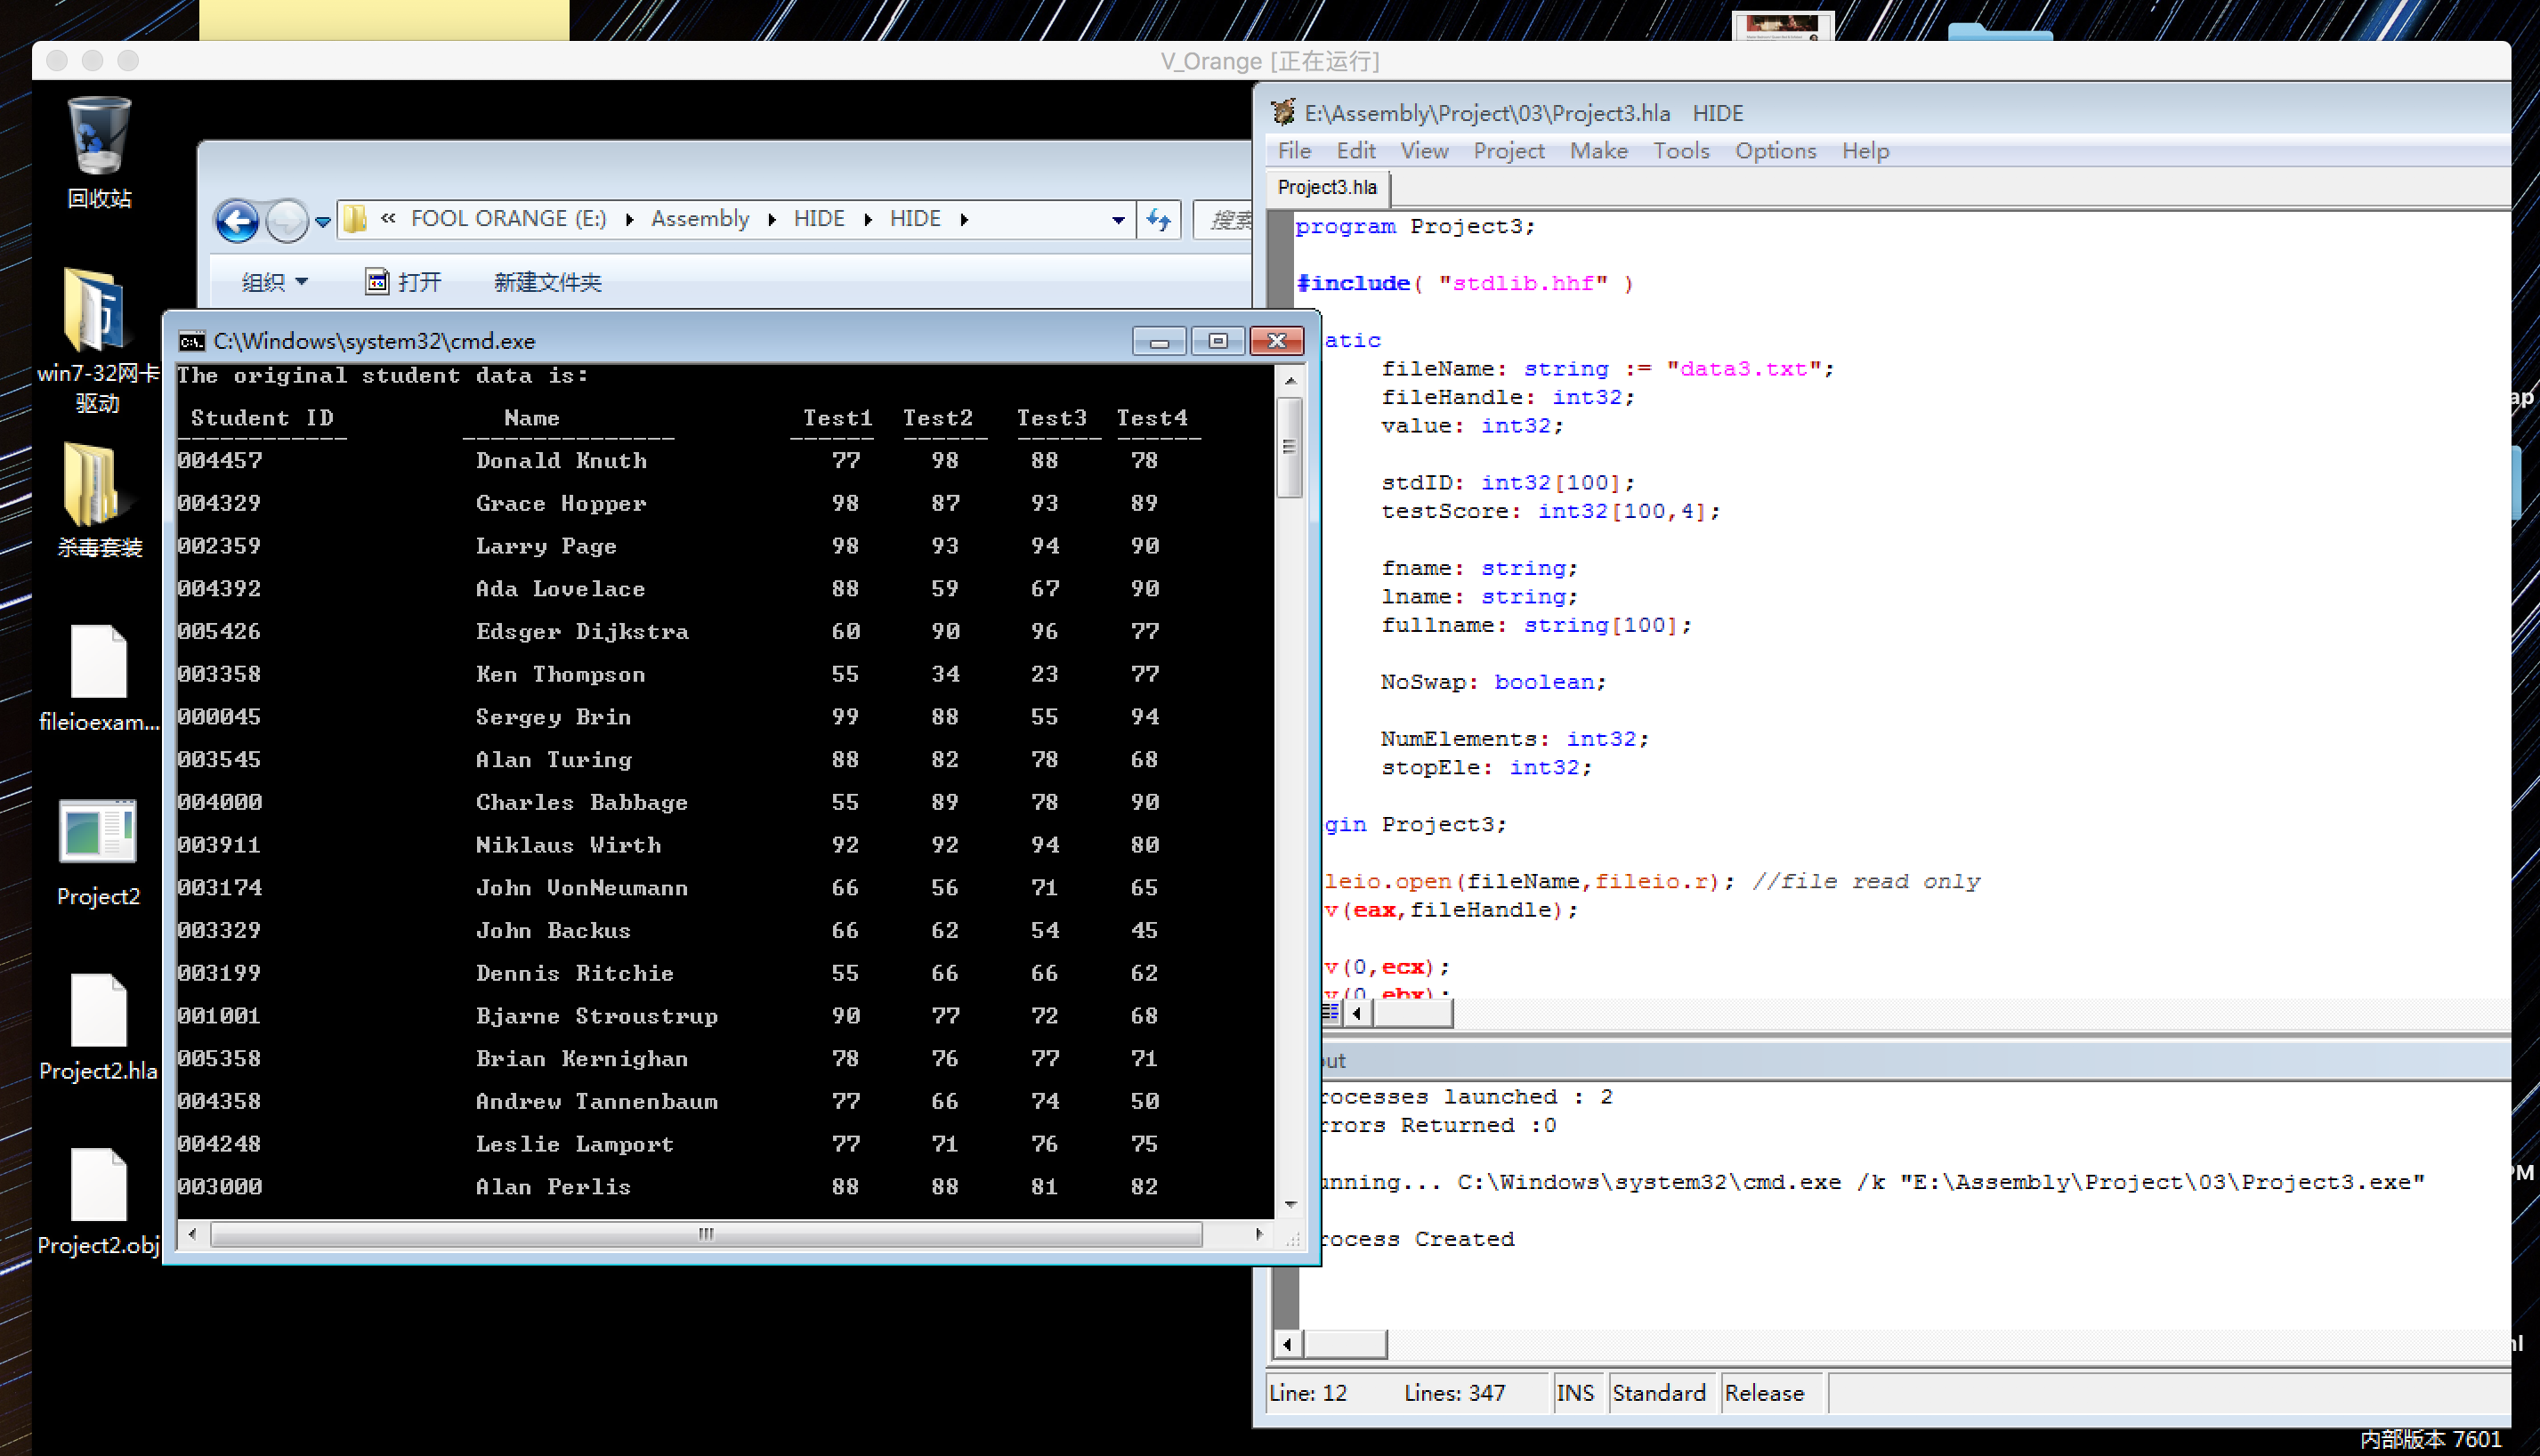 V_Orange [正在运行]
回收站
win7-32网卡
驱动
杀毒套装
fileioexam...
Project2
Project2.hla
Project2.obj
« FOOL ORANGE (E:) Assembly HIDE HIDE 搜索
组织 打开 新建文件夹
C:\Windows\system32\cmd.exe
The original student data is:
Student ID Name Test1 Test2 Test3 Test4
------------ --------------- ------ ------ ------ ------
004457 Donald Knuth 77 98 88 78
004329 Grace Hopper 98 87 93 89
002359 Larry Page 98 93 94 90
004392 Ada Lovelace 88 59 67 90
005426 Edsger Dijkstra 60 90 96 77
003358 Ken Thompson 55 34 23 77
000045 Sergey Brin 99 88 55 94
003545 Alan Turing 88 82 78 68
004000 Charles Babbage 55 89 78 90
003911 Niklaus Wirth 92 92 94 80
003174 John VonNeumann 66 56 71 65
003329 John Backus 66 62 54 45
003199 Dennis Ritchie 55 66 66 62
001001 Bjarne Stroustrup 90 77 72 68
005358 Brian Kernighan 78 76 77 71
004358 Andrew Tannenbaum 77 66 74 50
004248 Leslie Lamport 77 71 76 75
003000 Alan Perlis 88 88 81 82
E:\Assembly\Project\03\Project3.hla HIDE
File Edit View Project Make Tools Options Help
Project3.hla
program Project3;
#include( "stdlib.hhf" )
atic
fileName: string := "data3.txt";
fileHandle: int32;
value: int32;
stdID: int32[100];
testScore: int32[100,4];
fname: string;
lname: string;
fullname: string[100];
NoSwap: boolean;
NumElements: int32;
stopEle: int32;
gin Project3;
leio.open(fileName,fileio.r); //file read only
v(eax,fileHandle);
v(0,ecx);
v(0,ebx);
ut
rocesses launched : 2
rrors Returned :0
unning... C:\Windows\system32\cmd.exe /k "E:\Assembly\Project\03\Project3.exe"
rocess Created
Line: 12 Lines: 347 INS Standard Release
内部版本 7601
ap
PM